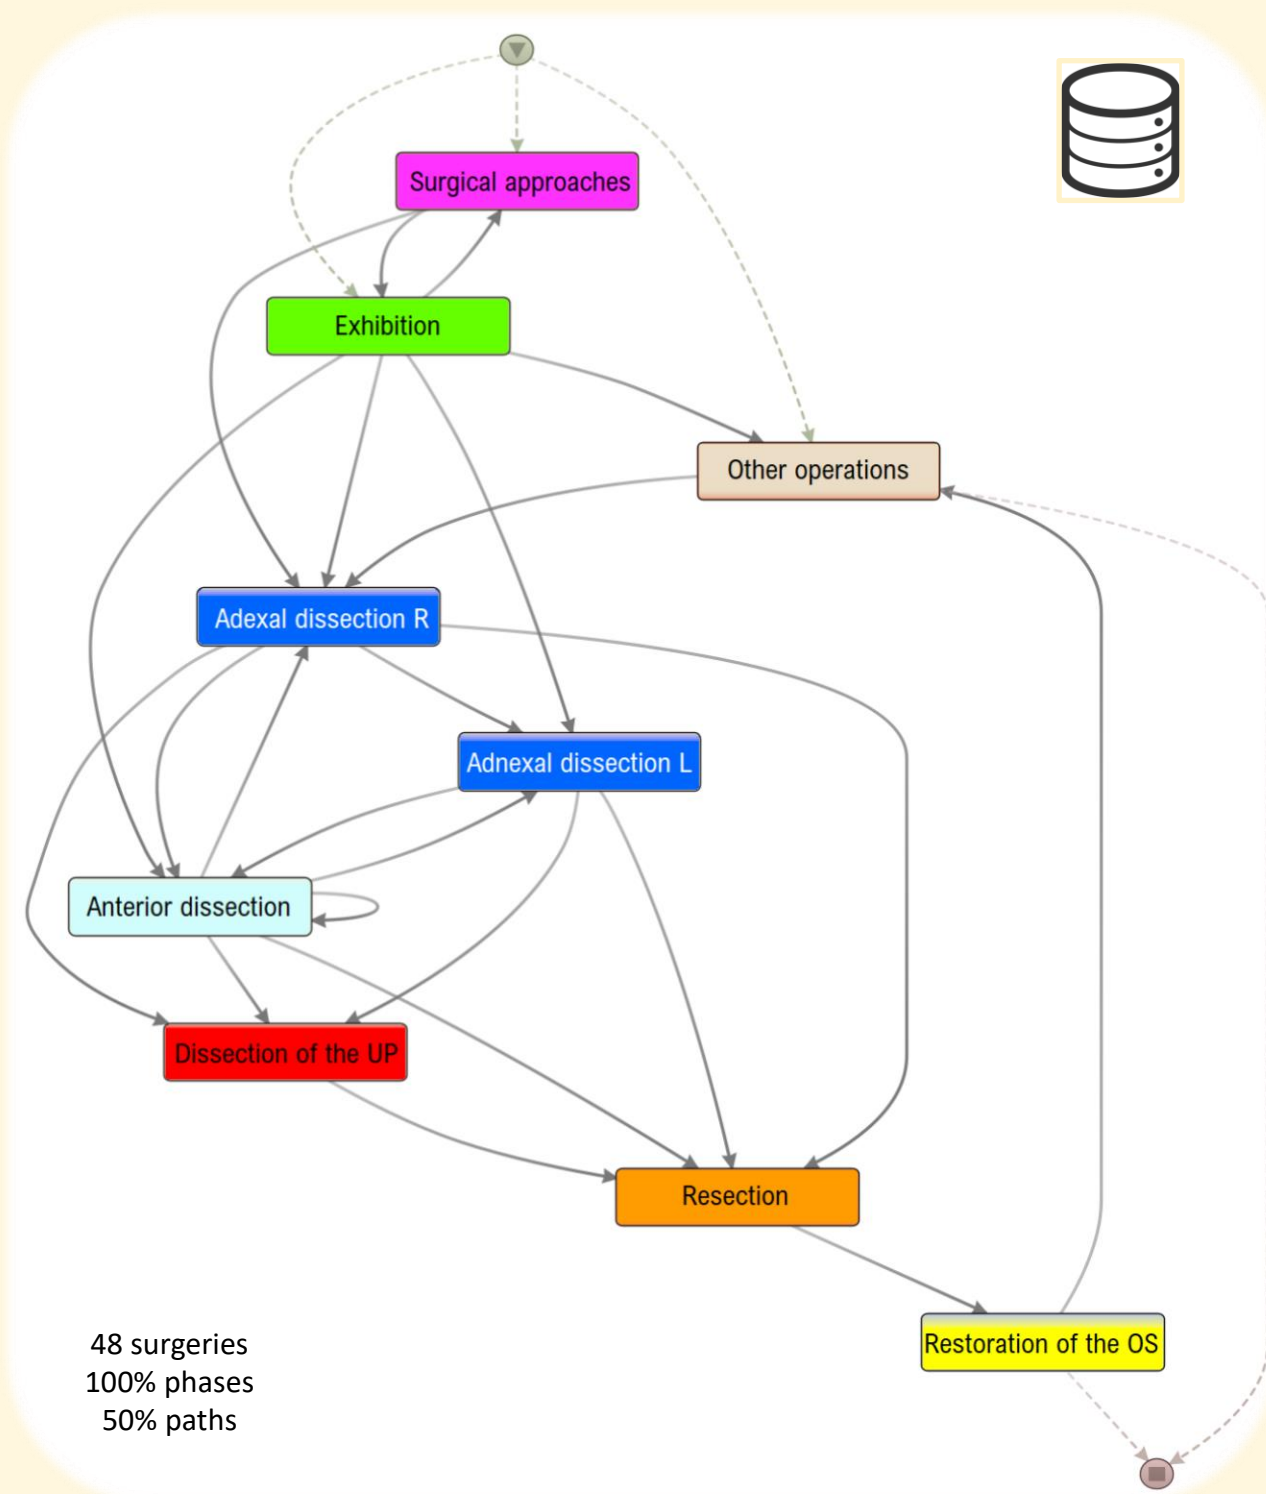 Surgical approaches
Exhibition
Other operations
Adexal dissection R
Adnexal dissection L
Anterior dissection
Dissection of the UP
Resection
Restoration of the OS
48 surgeries
100% phases
50% paths